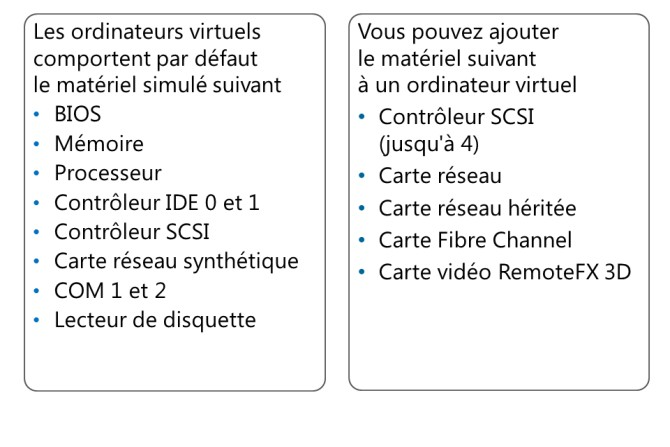 Les ordinateurs virtuels
comportent par défaut
le matériel simulé suivant
• BIOS
• Mémoire
• Processeur
• Contrôleur IDE 0 et 1
• Contrôleur SCSI
• Carte réseau synthétique
• COM 1 et 2
• Lecteur de disquette
Vous pouvez ajouter
le matériel suivant
à un ordinateur virtuel
• Contrôleur SCSI
(jusqu'à 4)
• Carte réseau
• Carte réseau héritée
• Carte Fibre Channel
• Carte vidéo RemoteFX 3D